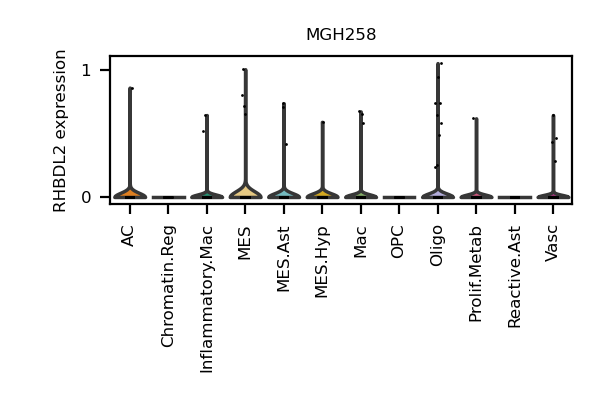 MGH258
RHBDL2 expression
1
0
AC
Chromatin.Reg
Inflammatory.Mac
MES
MES.Ast
MES.Hyp
Mac
OPC
Oligo
Prolif.Metab
Reactive.Ast
Vasc